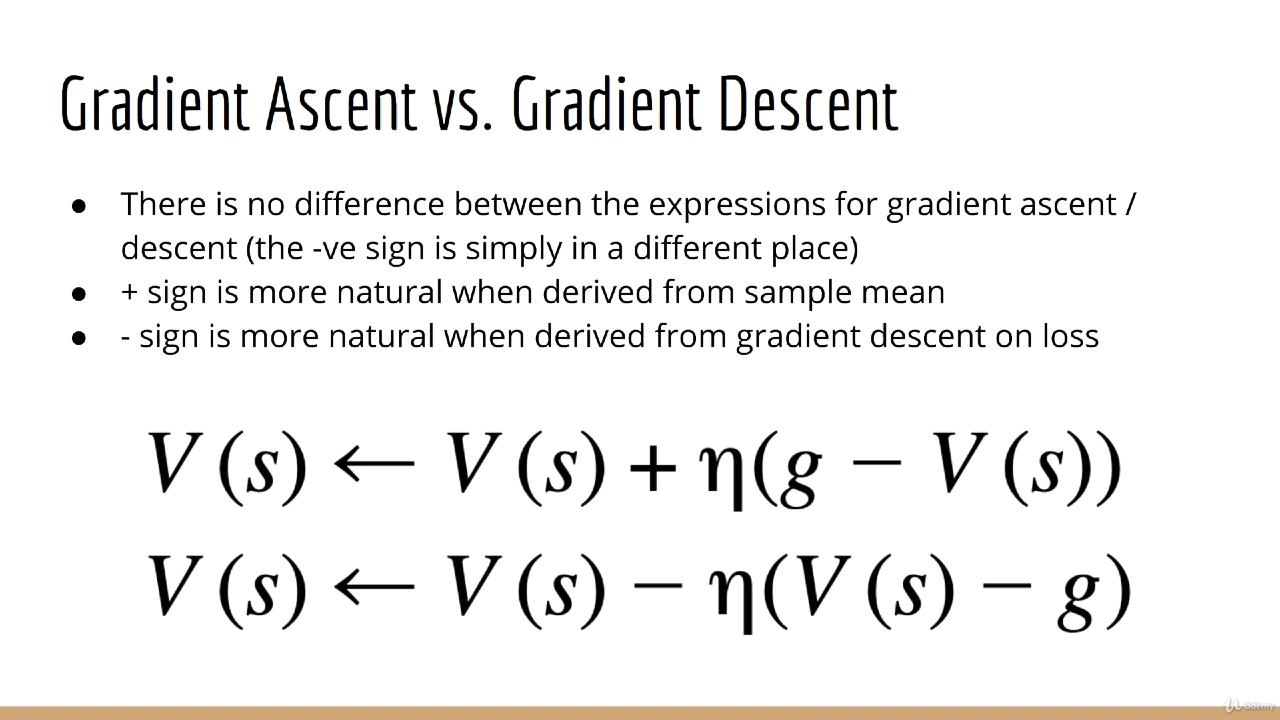 Gradient Ascent vs. Gradient Descent
● There is no difference between the expressions for gradient ascent /
descent (the -ve sign is simply in a different place)
● + sign is more natural when derived from sample mean
● - sign is more natural when derived from gradient descent on loss
V(s) ← V(s) + η(g − V(s))
V(s) ← V(s) − η(V(s) − g)
Udemy